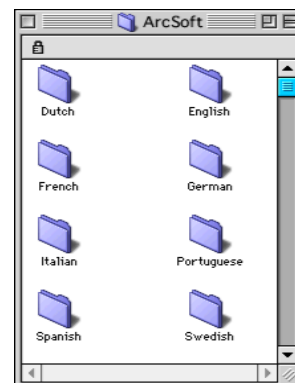 ArcSoft
Dutch English
French German
Italian Portuguese
Spanish Swedish